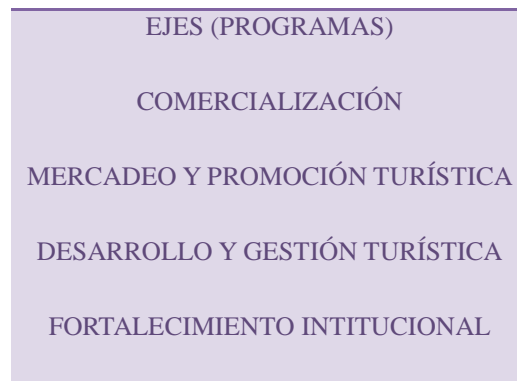 EJES (PROGRAMAS)
COMERCIALIZACIÓN
MERCADEO Y PROMOCIÓN TURÍSTICA
DESARROLLO Y GESTIÓN TURÍSTICA
FORTALECIMIENTO INTITUCIONAL